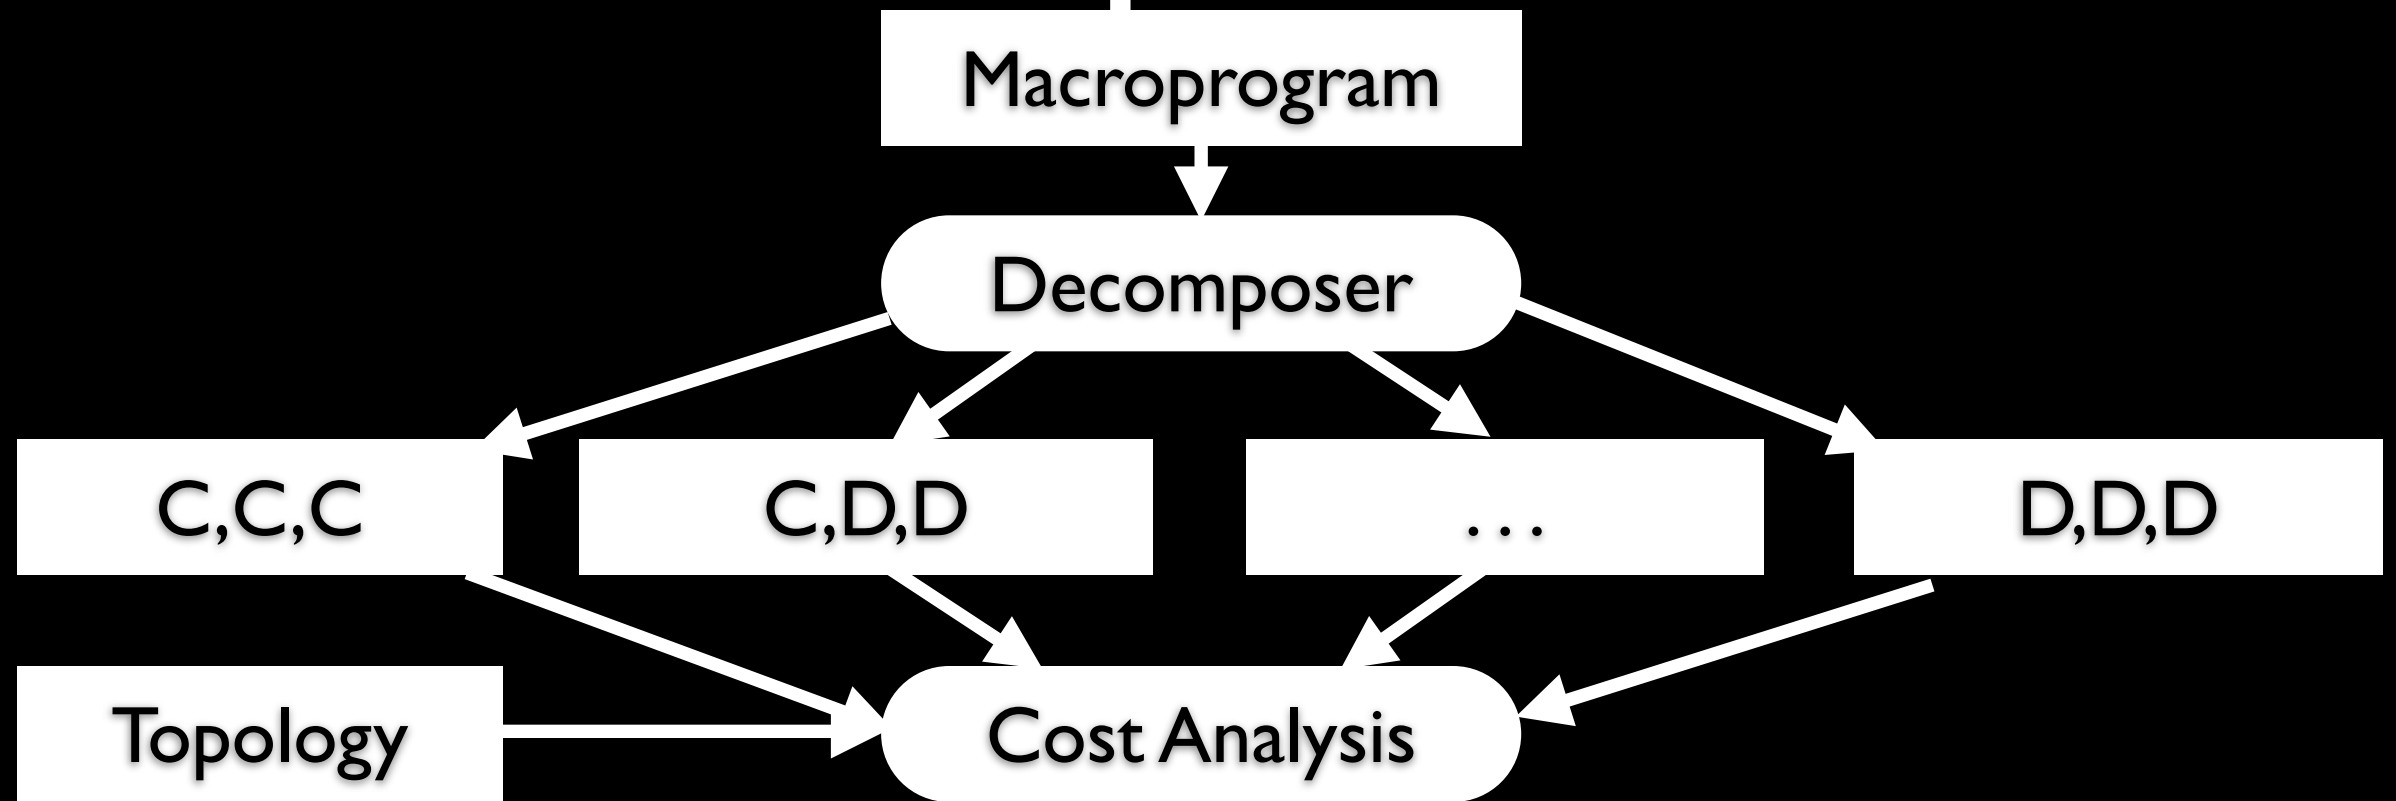 Macroprogram
Decomposer
C,C,C
C,D,D
...
D,D,D
Topology
Cost Analysis